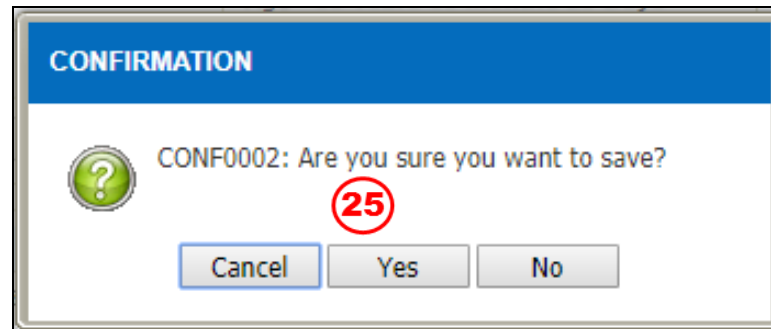 CONFIRMATION
CONF0002: Are you sure you want to save?
25
Cancel Yes No